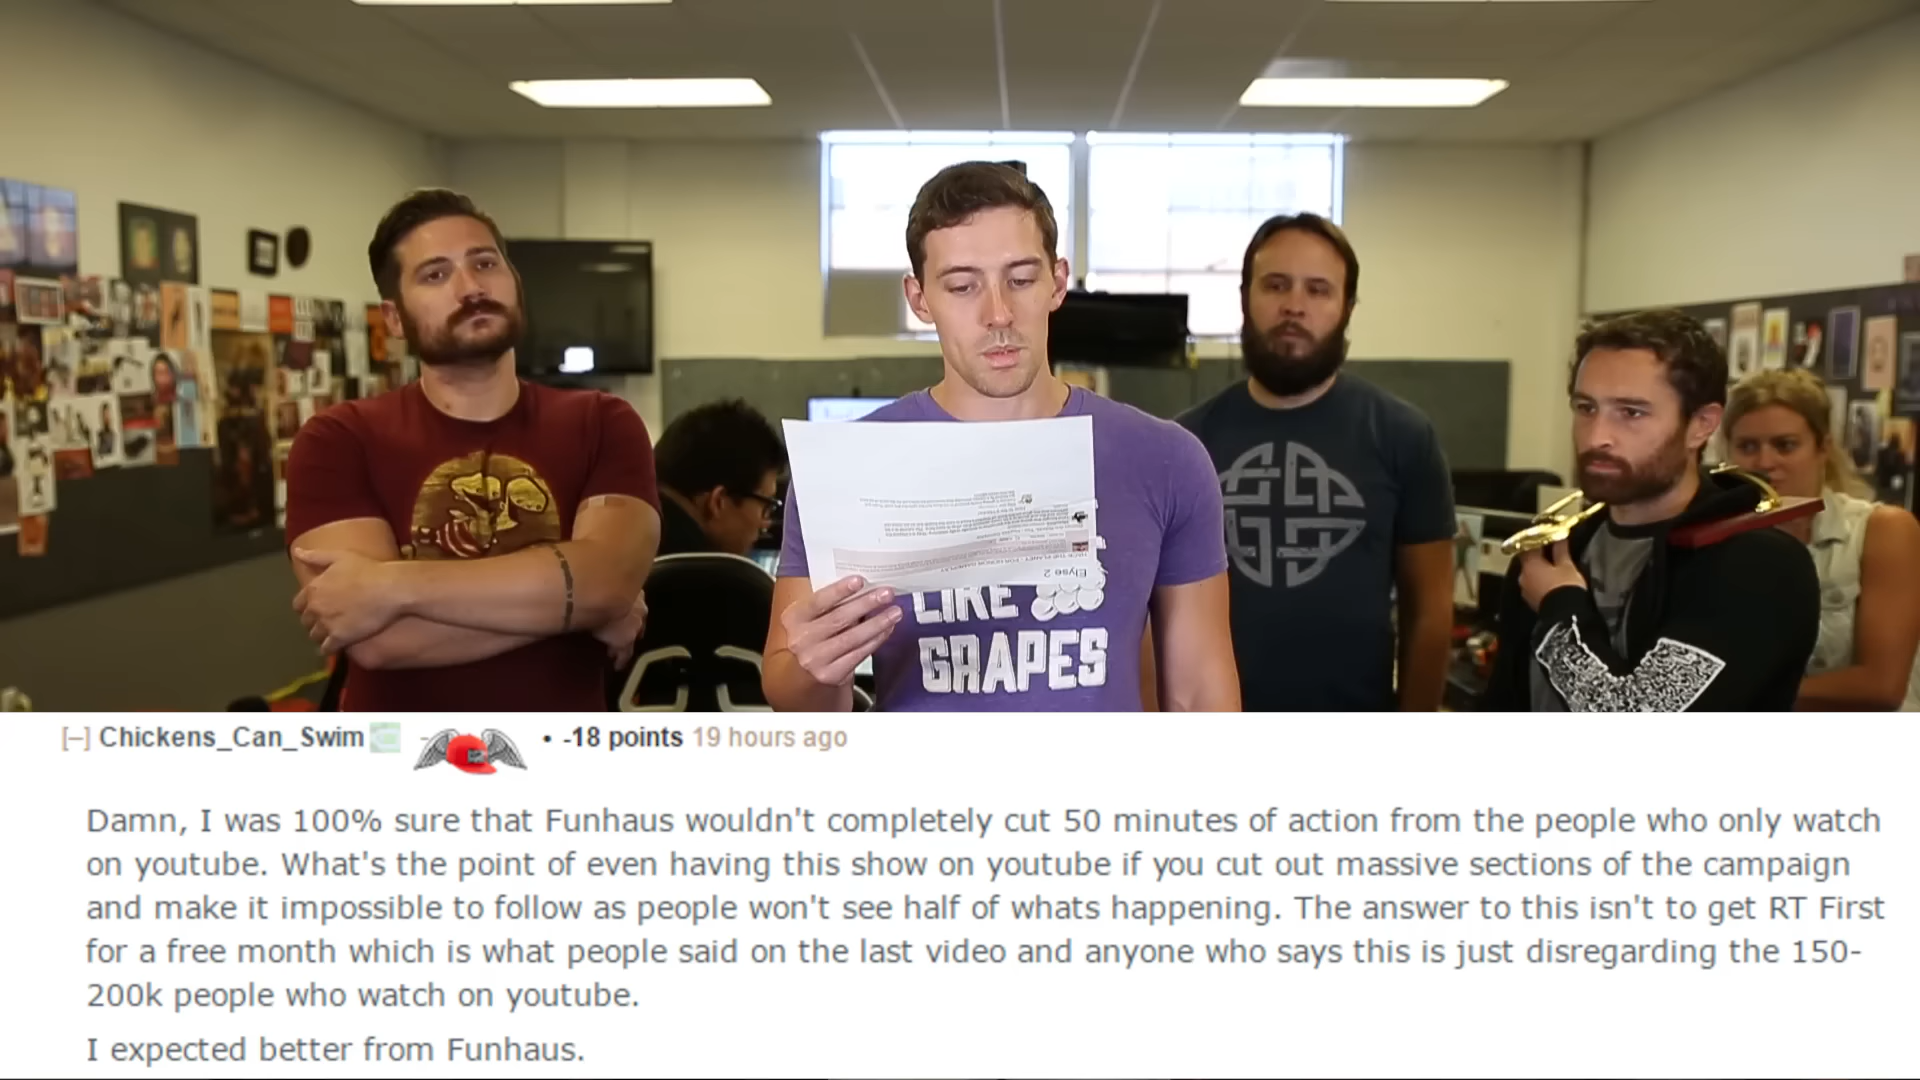 Elyse 2
LIKE
GRAPES
[–] Chickens_Can_Swim • -18 points 19 hours ago
Damn, I was 100% sure that Funhaus wouldn't completely cut 50 minutes of action from the people who only watch
on youtube. What's the point of even having this show on youtube if you cut out massive sections of the campaign
and make it impossible to follow as people won't see half of whats happening. The answer to this isn't to get RT First
for a free month which is what people said on the last video and anyone who says this is just disregarding the 150-
200k people who watch on youtube.
I expected better from Funhaus.